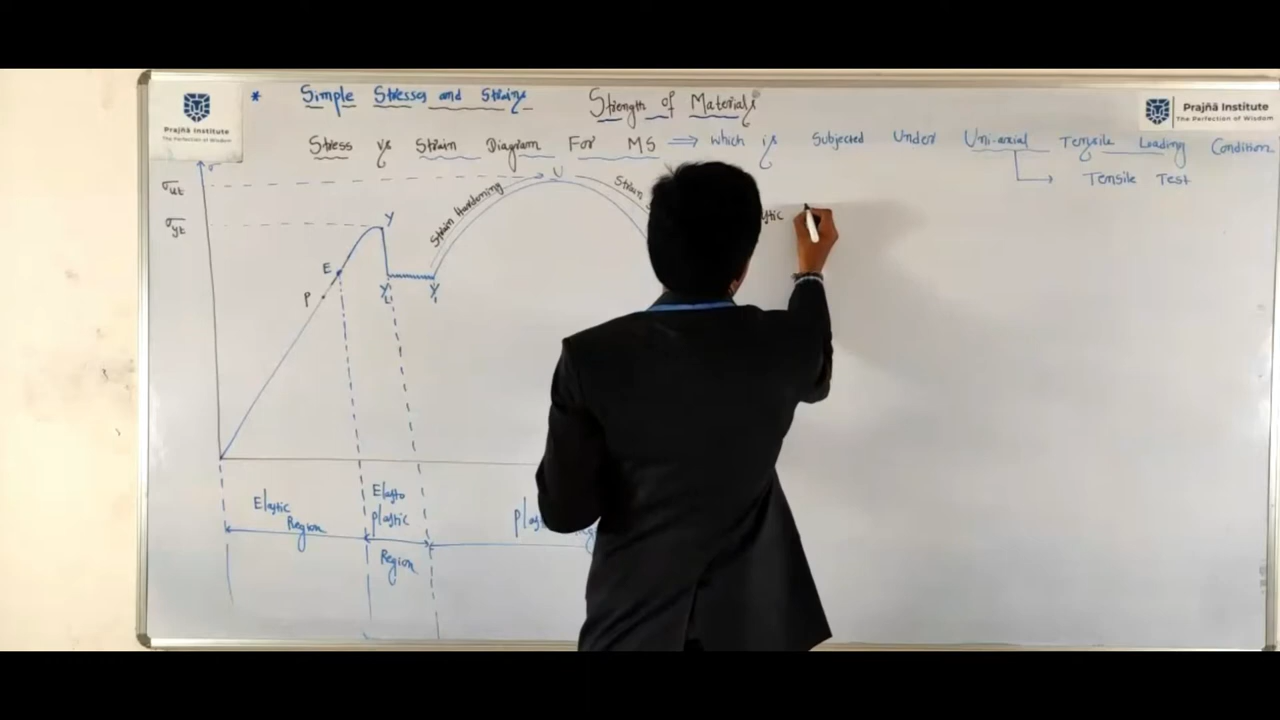 * Simple Stresses and Strains
Strength of Materials
Prajñā Institute
The Perfection of Wisdom
Prajñā Institute
The Perfection of Wisdom
Stress vs Strain Diagram For MS ⇒ which is Subjected Under Uni-axial Tensile Loading Condition
Tensile Test
σ
σut
U
Strain Hardening
Strain
σyt
Y
E
P
Y
Y
Elastic Region
Elasto plastic Region